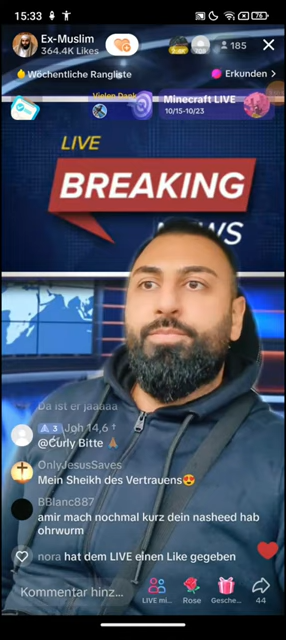 15:33
76
Ex-Muslim
364.4K Likes
185
Wöchentliche Rangliste
Erkunden >
Vielen Dank
Minecraft LIVE
10/15-10/23
LIVE
BREAKING
NEWS
Da ist er jaaaaa
3 Joh 14,6 †
@Curly Bitte 🙏🏽
OnlyJesusSaves
Mein Sheikh des Vertrauens😍
BBlanc887
amir mach nochmal kurz dein nasheed hab
ohrwurm
nora hat dem LIVE einen Like gegeben
Kommentar hinz...
LIVE mi...
Rose
Gesche...
44